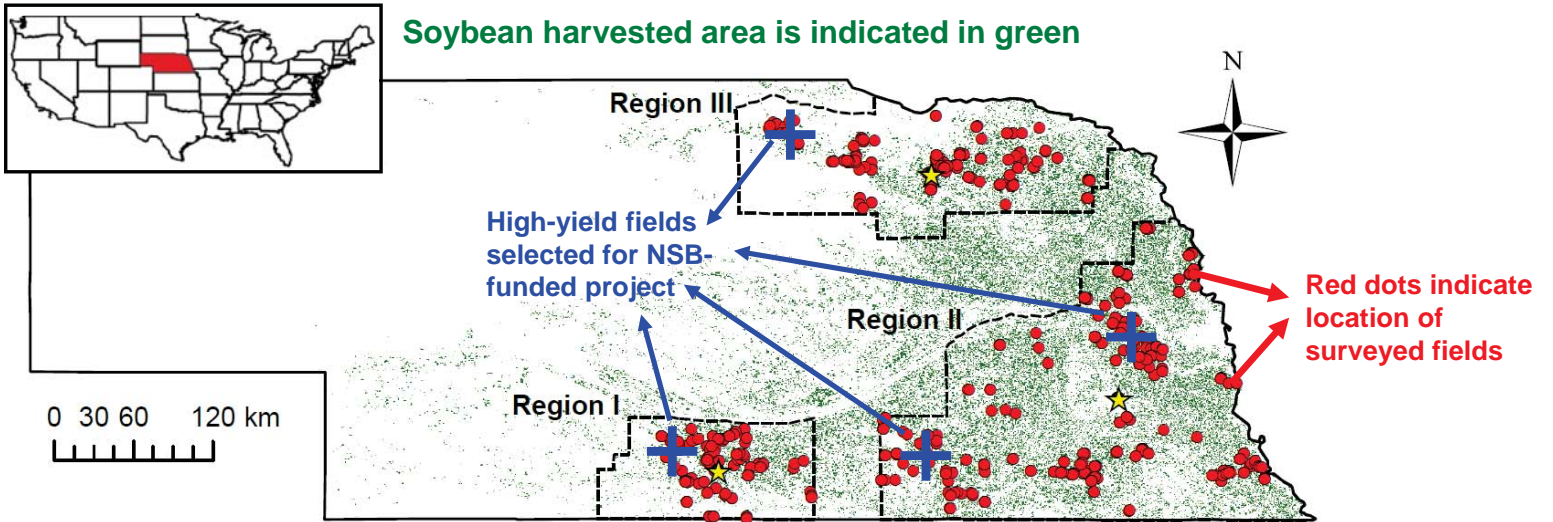 Soybean harvested area is indicated in green
N
Region III
High-yield fields
selected for NSB-
funded project
Red dots indicate
location of
surveyed fields
Region II
Region I
0 30 60 120 km